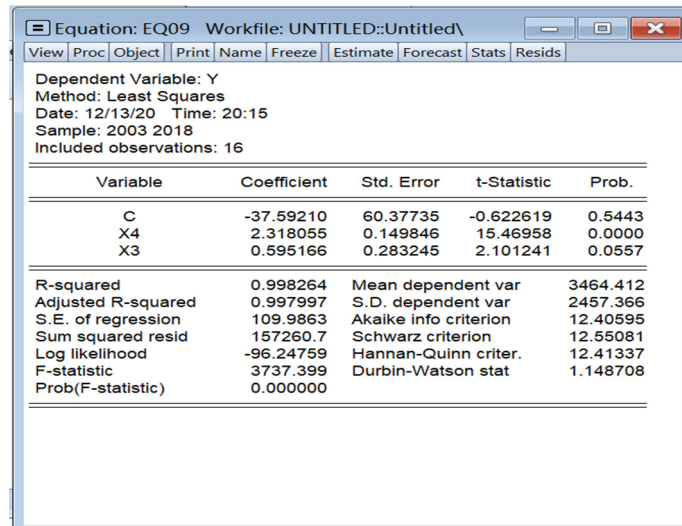 Equation: EQ09 Workfile: UNTITLED::Untitled\
View Proc Object Print Name Freeze Estimate Forecast Stats Resids
Dependent Variable: Y
Method: Least Squares
Date: 12/13/20 Time: 20:15
Sample: 2003 2018
Included observations: 16
Variable Coefficient Std. Error t-Statistic Prob.
C -37.59210 60.37735 -0.622619 0.5443
X4 2.318055 0.149846 15.46958 0.0000
X3 0.595166 0.283245 2.101241 0.0557
R-squared 0.998264 Mean dependent var 3464.412
Adjusted R-squared 0.997997 S.D. dependent var 2457.366
S.E. of regression 109.9863 Akaike info criterion 12.40595
Sum squared resid 157260.7 Schwarz criterion 12.55081
Log likelihood -96.24759 Hannan-Quinn criter. 12.41337
F-statistic 3737.399 Durbin-Watson stat 1.148708
Prob(F-statistic) 0.000000